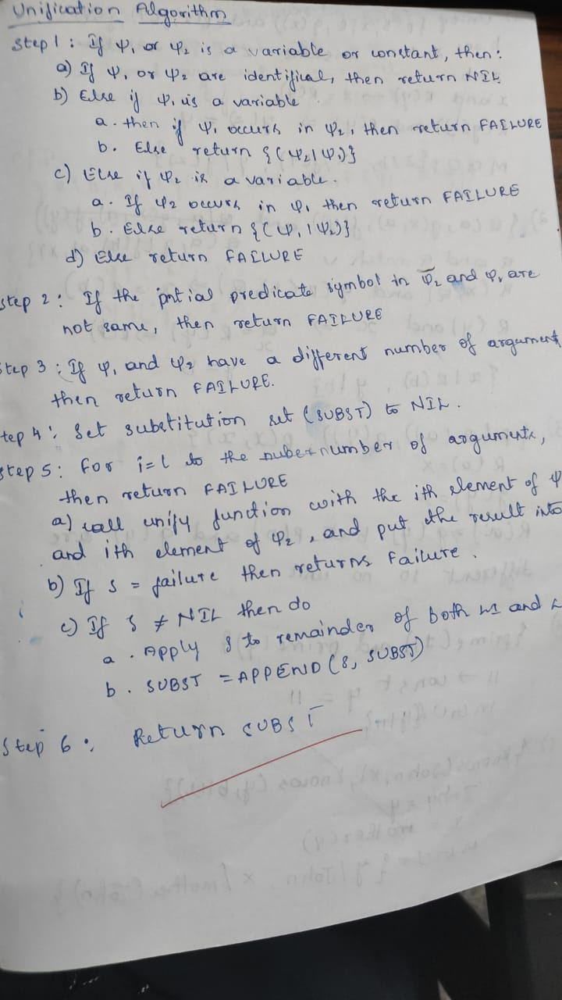 Unification Algorithm
Step 1 : If Ψ₁ or Ψ₂ is a variable or constant, then :
a) If Ψ₁ or Ψ₂ are identifical, then return NIL
b) Else if Ψ₁ is a variable
a. then if Ψ₁ occurs in Ψ₂, then return FAILURE
b. Else return {(Ψ₂/Ψ₁)}
c) Else if Ψ₂ is a variable.
a. If Ψ₂ occurs in Ψ₁ then return FAILURE
b. Else return {(Ψ₁/Ψ₂)}
d) Else return FAILURE
step 2 : If the intial predicate symbol in Ψ₂ and Ψ₁ are
not same, then return FAILURE
Step 3 : If Ψ₁ and Ψ₂ have a different number of argument
then return FAILURE.
tep 4 : Set substitution set (SUBST) to NIL.
step 5 : For i=1 to the number of arguments,
then return FAILURE
a) call unify function with the ith element of Ψ
and ith element of Ψ₂, and put the result into
b) If s = failure then returns Failure.
c) If S ≠ NIL then do
a. Apply S to remainder of both L1 and L
b. SUBST = APPEND (S, SUBST)
Step 6 : Return SUBST